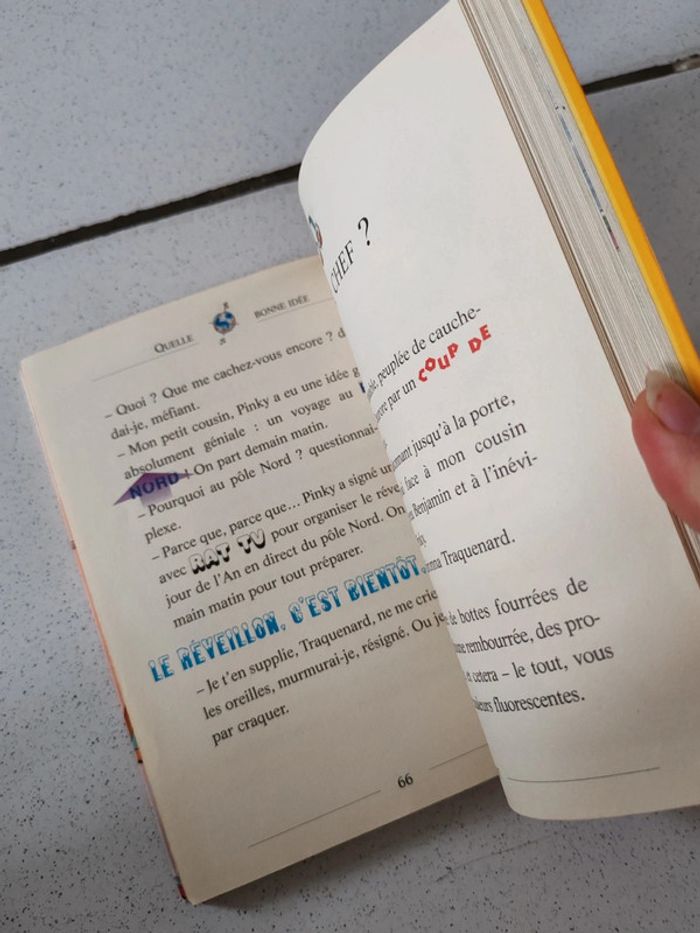 QUELLE BONNE IDÉE
– Quoi ? Que me cachez-vous encore ?
dai-je, méfiant.
– Mon petit cousin, Pinky a eu une idée
absolument géniale : un voyage au
NORD ! On part demain matin.
– Pourquoi au pôle Nord ? questionnai-
plexe.
– Parce que, parce que... Pinky a signé
avec RAT TV pour organiser le
jour de l'An en direct du pôle Nord. On
main matin pour tout préparer.
LE RÉVEILLON, C'EST BIENTÔT
– Je t'en supplie, Traquenard, ne me
les oreilles, murmurai-je, résigné. Ou je
par craquer.
66
CHEF ?
peuplée de cauche-
par un COUP DE
jusqu'à la porte,
face à mon cousin
Benjamin et à l'inévi-
Traquenard.
de bottes fourrées de
rembourrée, des pro-
et cetera – le tout, vous
fluorescentes.